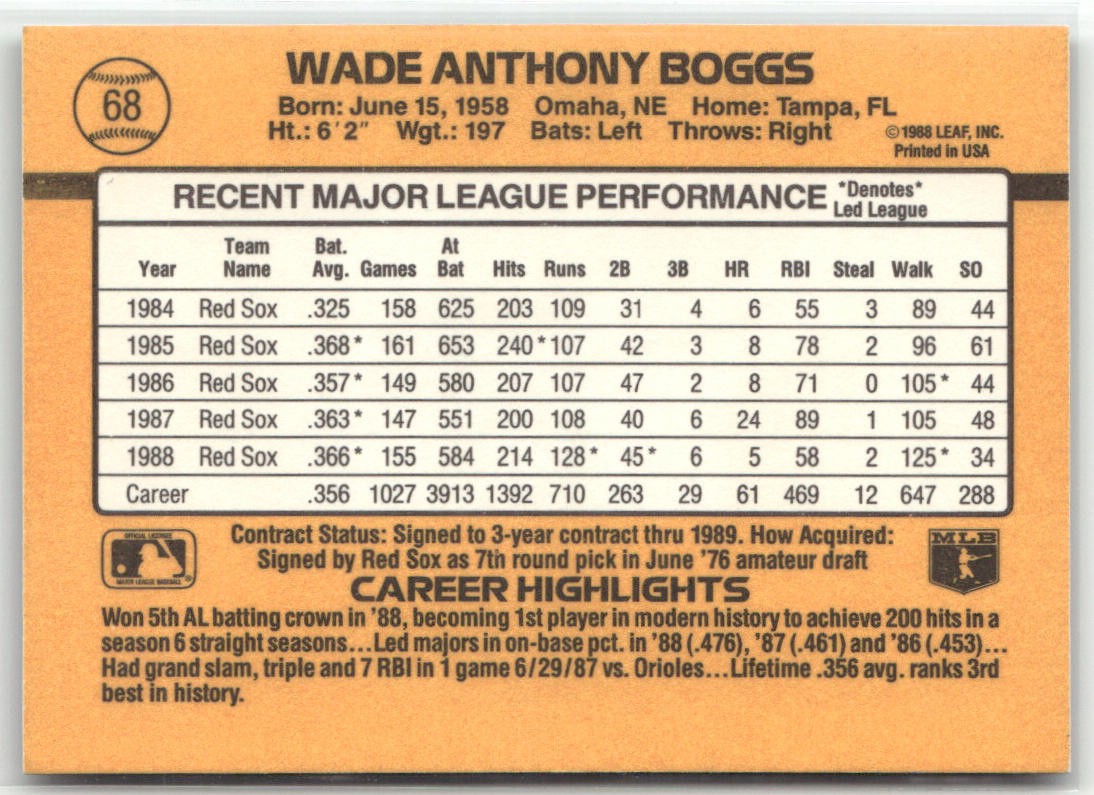 68
WADE ANTHONY BOGGS
Born: June 15, 1958 Omaha, NE Home: Tampa, FL
Ht.: 6'2" Wgt.: 197 Bats: Left Throws: Right
©1988 LEAF, INC.
Printed in USA
RECENT MAJOR LEAGUE PERFORMANCE *Denotes*
Led League
Team Bat. At
Year Name Avg. Games Bat Hits Runs 2B 3B HR RBI Steal Walk SO
1984 Red Sox .325 158 625 203 109 31 4 6 55 3 89 44
1985 Red Sox .368* 161 653 240* 107 42 3 8 78 2 96 61
1986 Red Sox .357* 149 580 207 107 47 2 8 71 0 105* 44
1987 Red Sox .363* 147 551 200 108 40 6 24 89 1 105 48
1988 Red Sox .366* 155 584 214 128* 45* 6 5 58 2 125* 34
Career .356 1027 3913 1392 710 263 29 61 469 12 647 288
OFFICIAL LICENSEE
MAJOR LEAGUE BASEBALL
®
Contract Status: Signed to 3-year contract thru 1989. How Acquired:
Signed by Red Sox as 7th round pick in June '76 amateur draft
MLB
CAREER HIGHLIGHTS
Won 5th AL batting crown in '88, becoming 1st player in modern history to achieve 200 hits in a
season 6 straight seasons...Led majors in on-base pct. in '88 (.476), '87 (.461) and '86 (.453)...
Had grand slam, triple and 7 RBI in 1 game 6/29/87 vs. Orioles...Lifetime .356 avg. ranks 3rd
best in history.